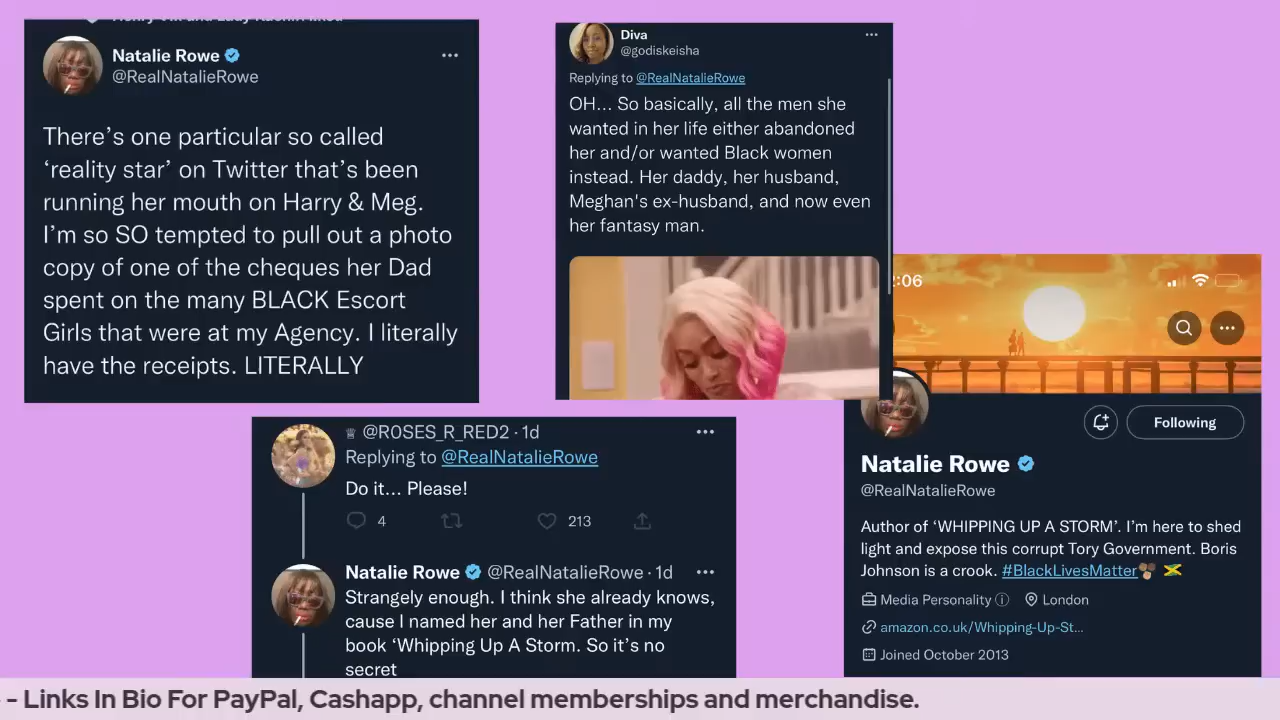 Natalie Rowe
@RealNatalieRowe
There's one particular so called
'reality star' on Twitter that's been
running her mouth on Harry & Meg.
I'm so SO tempted to pull out a photo
copy of one of the cheques her Dad
spent on the many BLACK Escort
Girls that were at my Agency. I literally
have the receipts. LITERALLY
Diva
@godiskeisha
Replying to @RealNatalieRowe
OH... So basically, all the men she
wanted in her life either abandoned
her and/or wanted Black women
instead. Her daddy, her husband,
Meghan's ex-husband, and now even
her fantasy man.
@R0SES_R_RED2 · 1d
Replying to @RealNatalieRowe
Do it... Please!
4 213
Natalie Rowe @RealNatalieRowe · 1d
Strangely enough. I think she already knows,
cause I named her and her Father in my
book 'Whipping Up A Storm. So it's no
secret
:06
Following
Natalie Rowe
@RealNatalieRowe
Author of 'WHIPPING UP A STORM'. I'm here to shed
light and expose this corrupt Tory Government. Boris
Johnson is a crook. #BlackLivesMatter
Media Personality London
amazon.co.uk/Whipping-Up-St...
Joined October 2013
- Links In Bio For PayPal, Cashapp, channel memberships and merchandise.